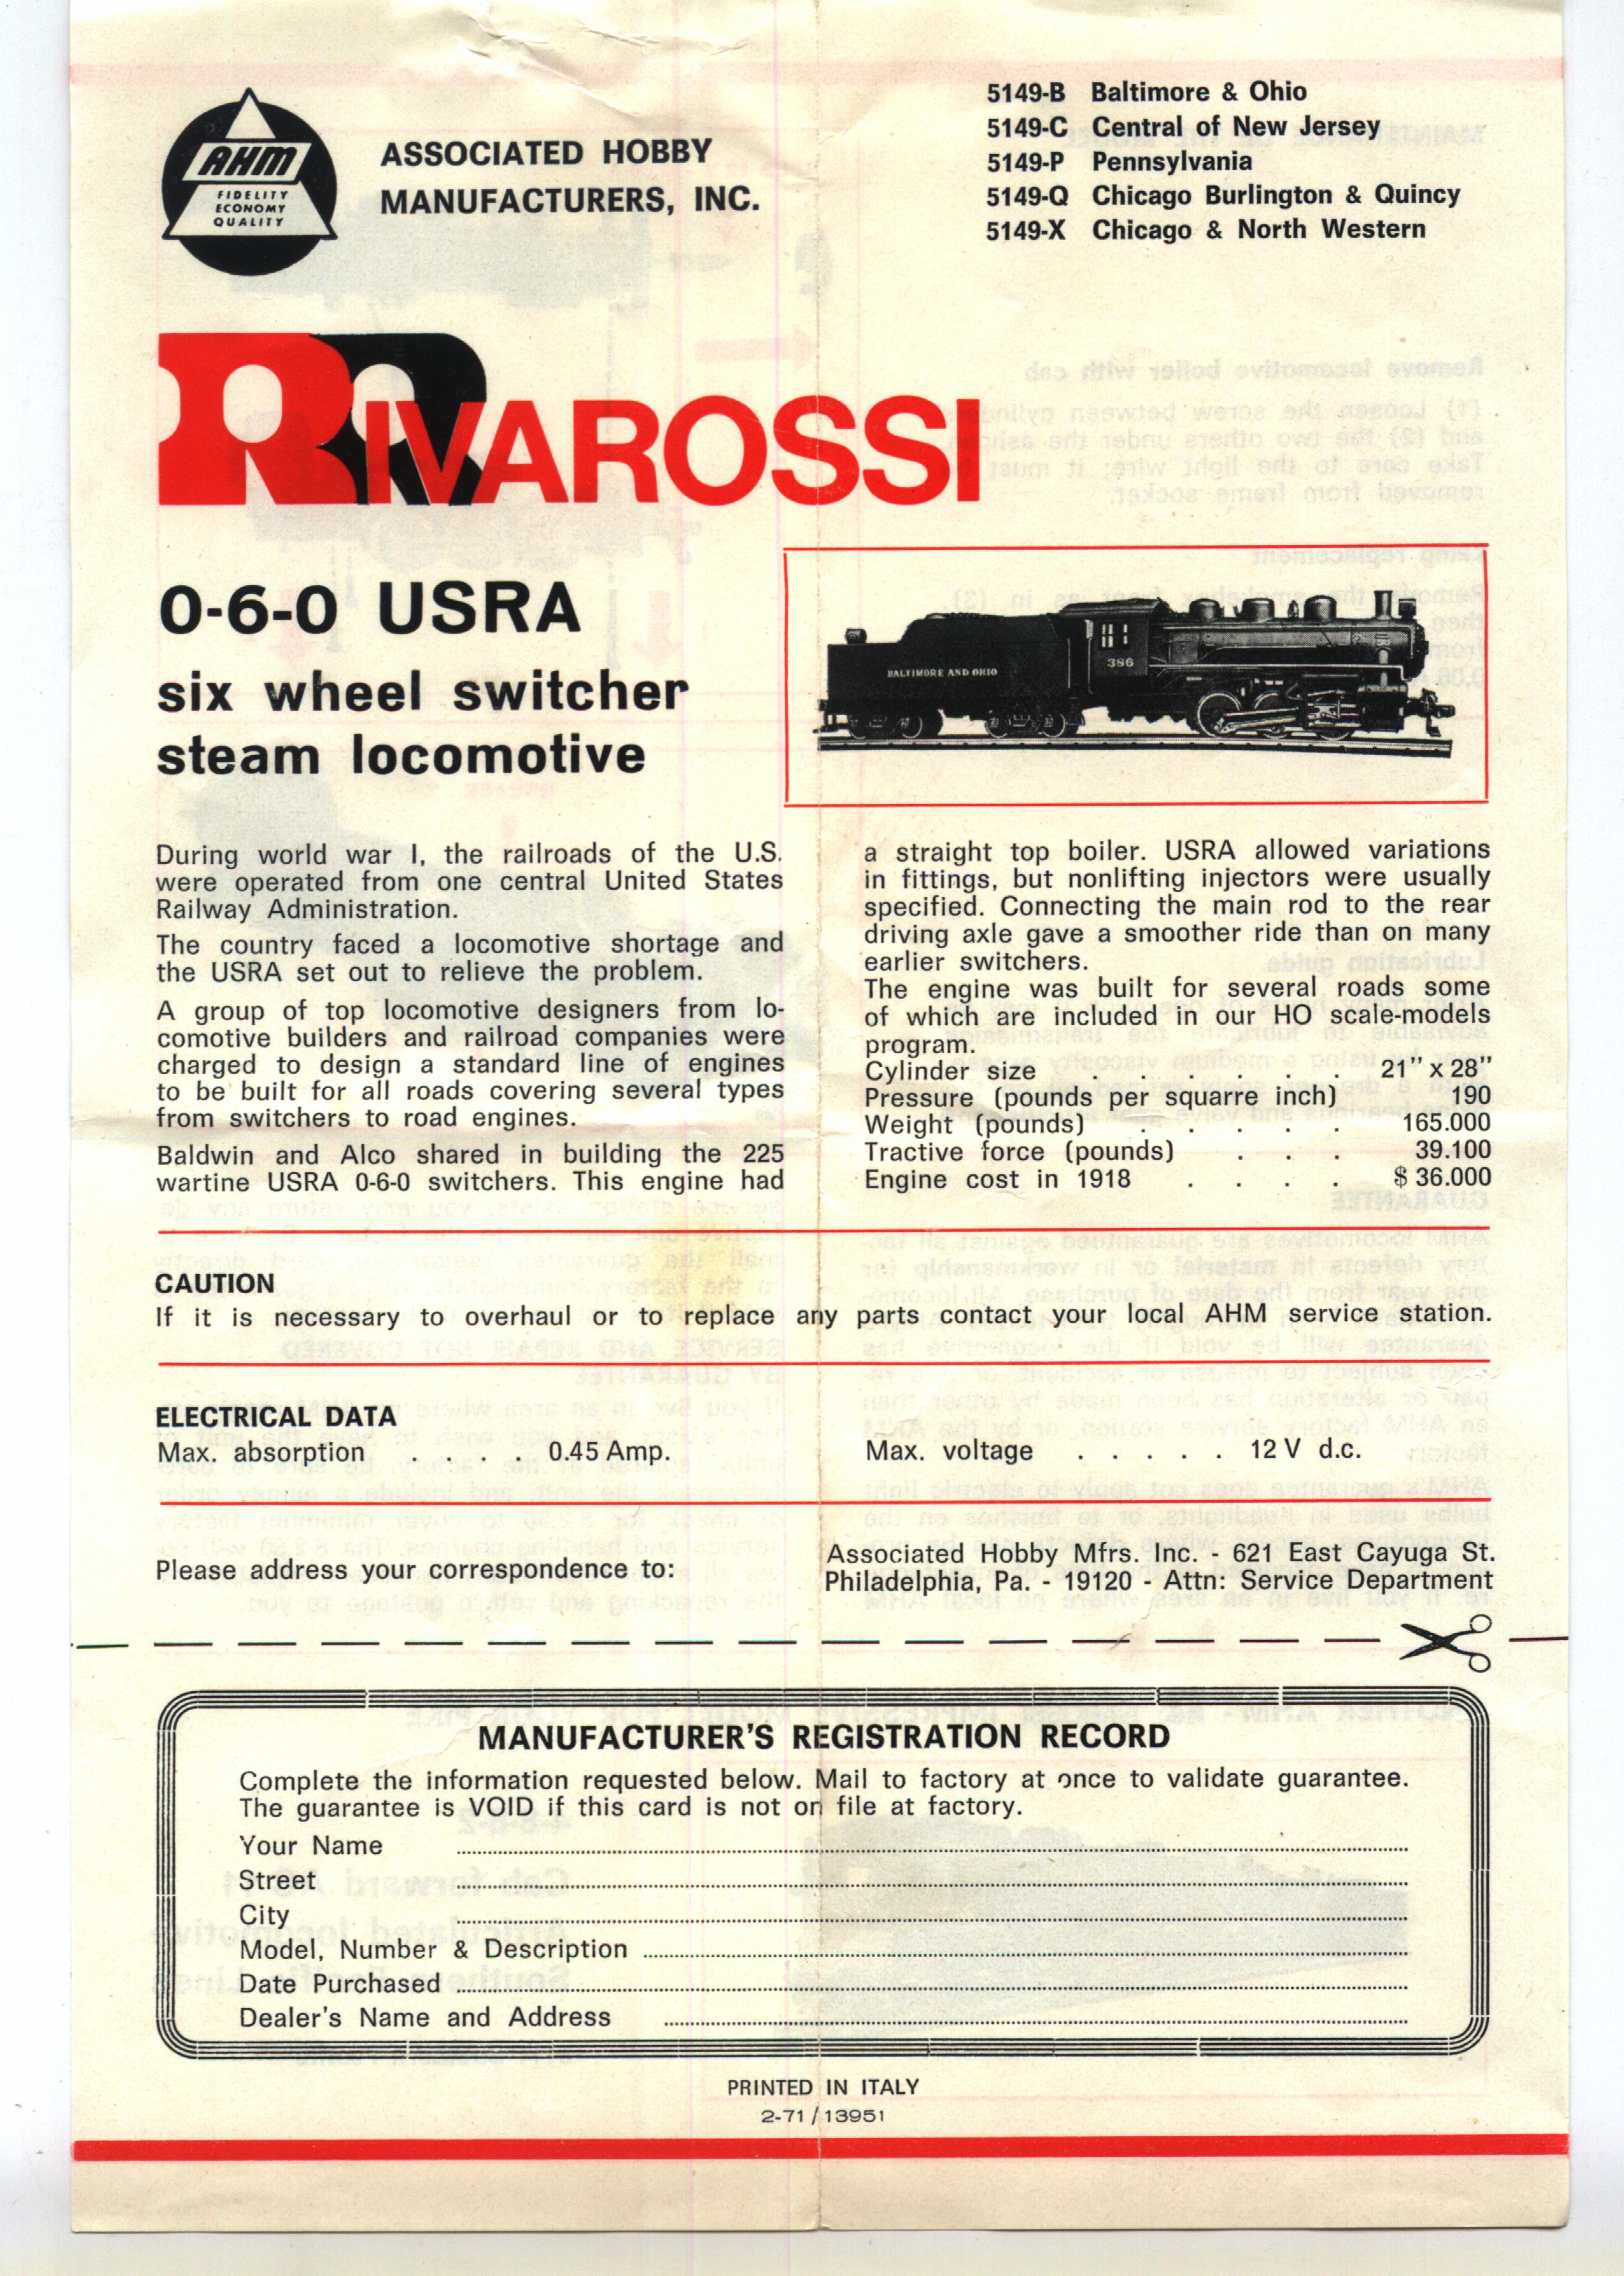 AHM
FIDELITY
ECONOMY
QUALITY
ASSOCIATED HOBBY
MANUFACTURERS, INC.
5149-B Baltimore & Ohio
5149-C Central of New Jersey
5149-P Pennsylvania
5149-Q Chicago Burlington & Quincy
5149-X Chicago & North Western
RIVAROSSI
0-6-0 USRA
six wheel switcher
steam locomotive
BALTIMORE AND OHIO
386
During world war I, the railroads of the U.S.
were operated from one central United States
Railway Administration.
The country faced a locomotive shortage and
the USRA set out to relieve the problem.
A group of top locomotive designers from lo-
comotive builders and railroad companies were
charged to design a standard line of engines
to be built for all roads covering several types
from switchers to road engines.
Baldwin and Alco shared in building the 225
wartine USRA 0-6-0 switchers. This engine had
a straight top boiler. USRA allowed variations
in fittings, but nonlifting injectors were usually
specified. Connecting the main rod to the rear
driving axle gave a smoother ride than on many
earlier switchers.
The engine was built for several roads some
of which are included in our HO scale-models
program.
Cylinder size . . . . . . 21" x 28"
Pressure (pounds per squarre inch) 190
Weight (pounds) . . . . . 165.000
Tractive force (pounds) . . . 39.100
Engine cost in 1918 . . . . $ 36.000
CAUTION
If it is necessary to overhaul or to replace any parts contact your local AHM service station.
ELECTRICAL DATA
Max. absorption . . . . 0.45 Amp.
Max. voltage . . . . . 12 V d.c.
Please address your correspondence to:
Associated Hobby Mfrs. Inc. - 621 East Cayuga St.
Philadelphia, Pa. - 19120 - Attn: Service Department
MANUFACTURER'S REGISTRATION RECORD
Complete the information requested below. Mail to factory at once to validate guarantee.
The guarantee is VOID if this card is not on file at factory.
Your Name
Street
City
Model, Number & Description
Date Purchased
Dealer's Name and Address
PRINTED IN ITALY
2-71 / 13951